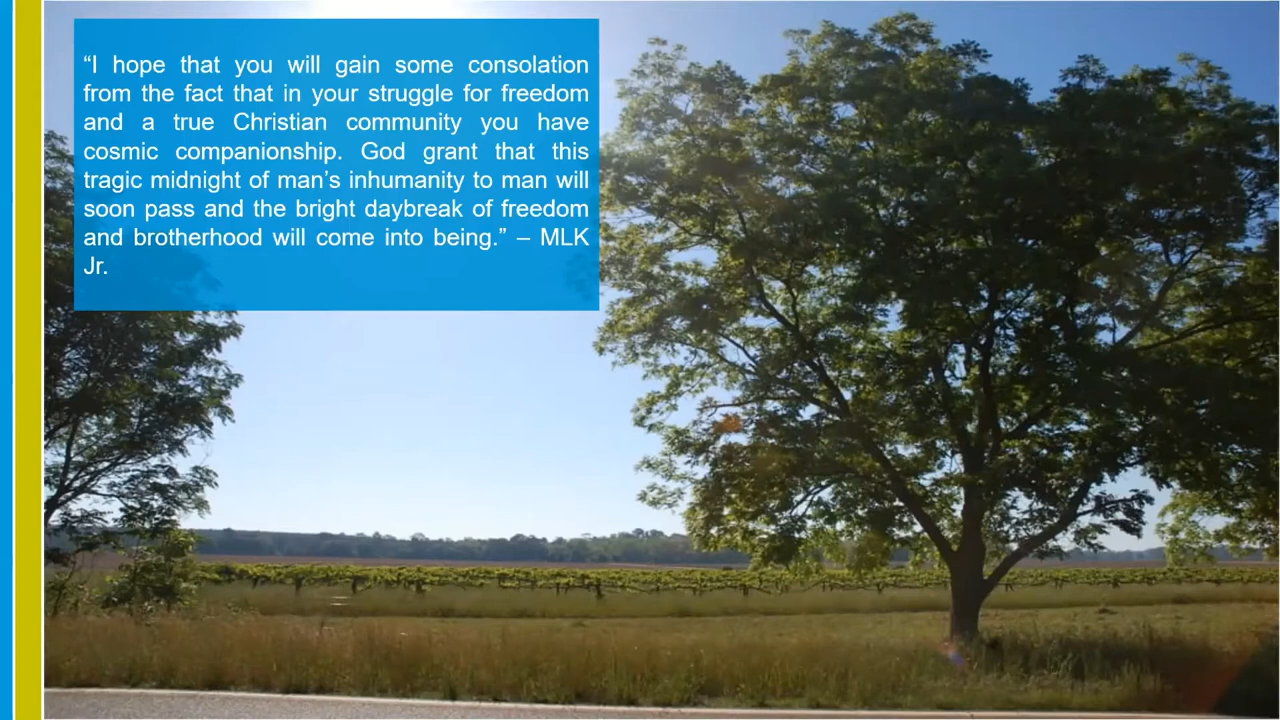 “I hope that you will gain some consolation
from the fact that in your struggle for freedom
and a true Christian community you have
cosmic companionship. God grant that this
tragic midnight of man’s inhumanity to man will
soon pass and the bright daybreak of freedom
and brotherhood will come into being.” – MLK
Jr.